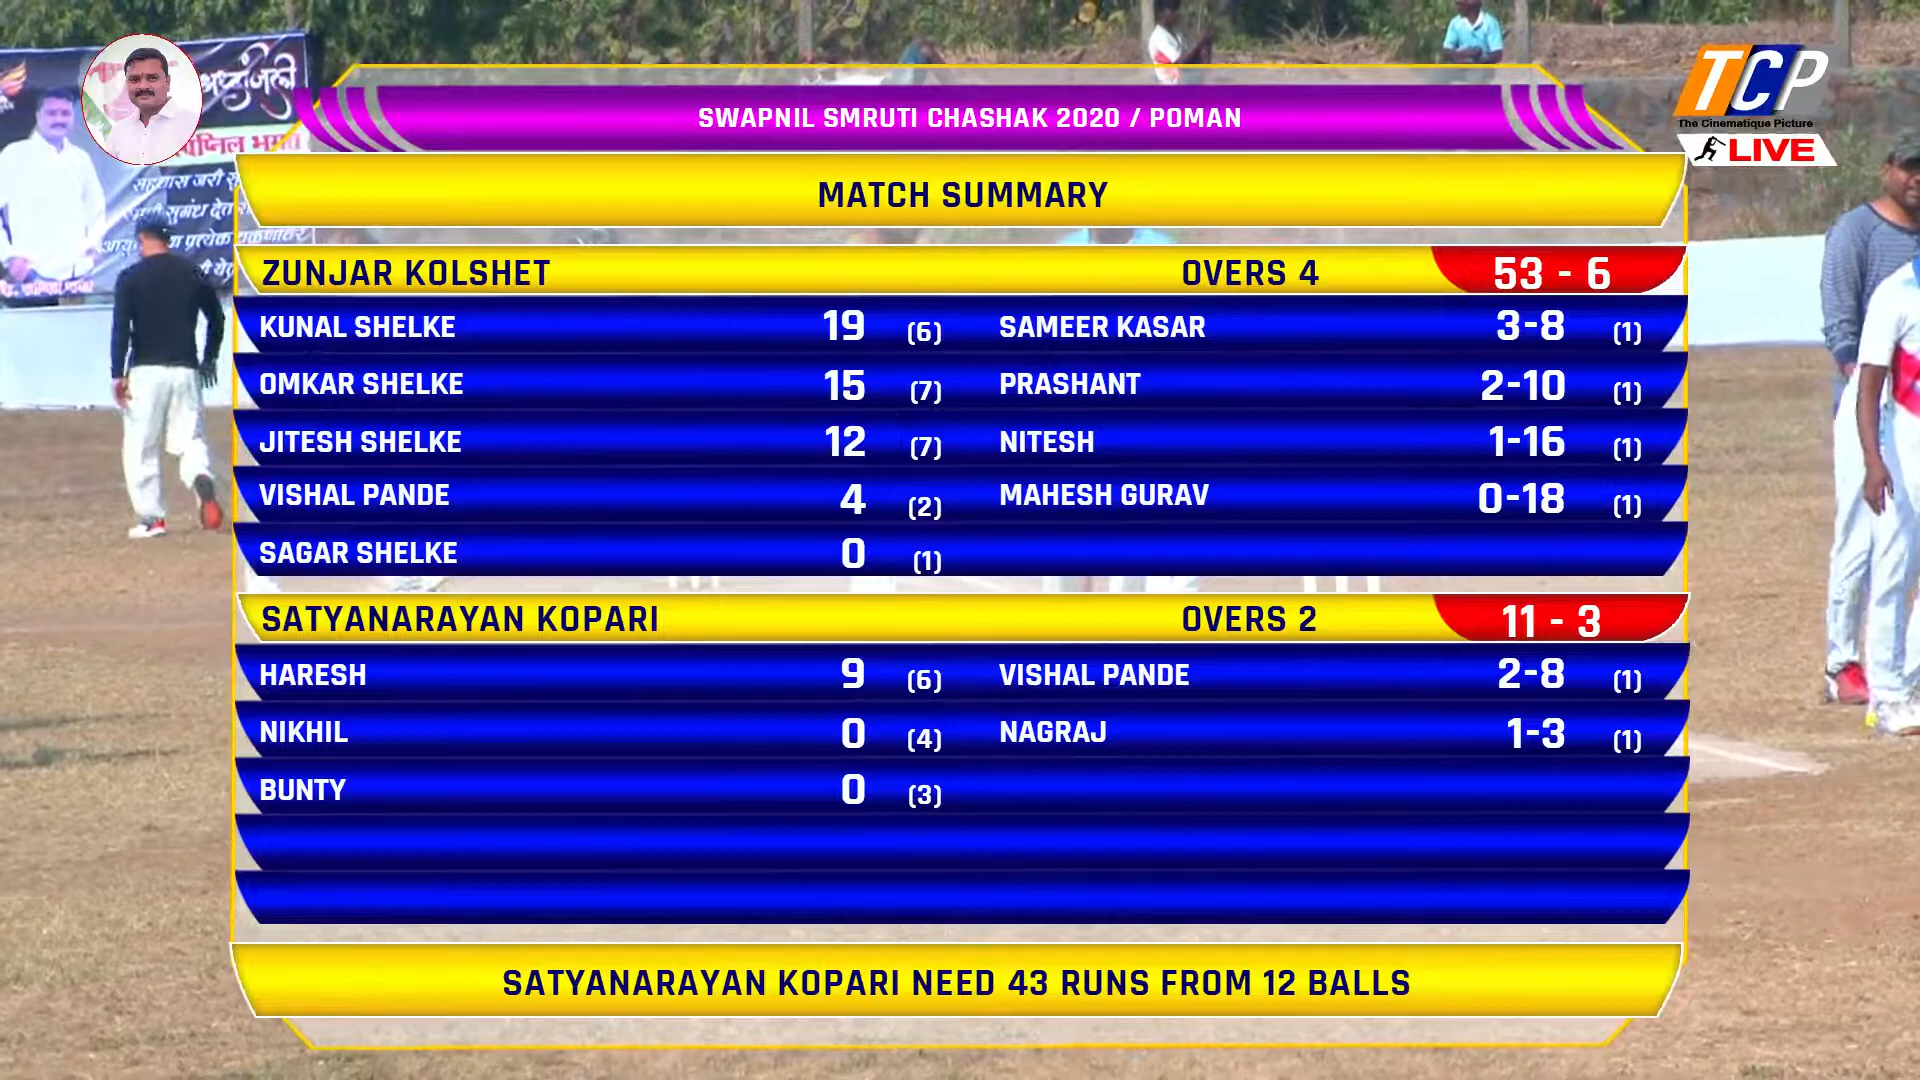 श्रध्दांजली
TCP
The Cinematique Picture
LIVE
SWAPNIL SMRUTI CHASHAK 2020 / POMAN
MATCH SUMMARY
ZUNJAR KOLSHET OVERS 4 53 - 6
KUNAL SHELKE 19 (6) SAMEER KASAR 3-8 (1)
OMKAR SHELKE 15 (7) PRASHANT 2-10 (1)
JITESH SHELKE 12 (7) NITESH 1-16 (1)
VISHAL PANDE 4 (2) MAHESH GURAV 0-18 (1)
SAGAR SHELKE 0 (1)
SATYANARAYAN KOPARI OVERS 2 11 - 3
HARESH 9 (6) VISHAL PANDE 2-8 (1)
NIKHIL 0 (4) NAGRAJ 1-3 (1)
BUNTY 0 (3)
SATYANARAYAN KOPARI NEED 43 RUNS FROM 12 BALLS